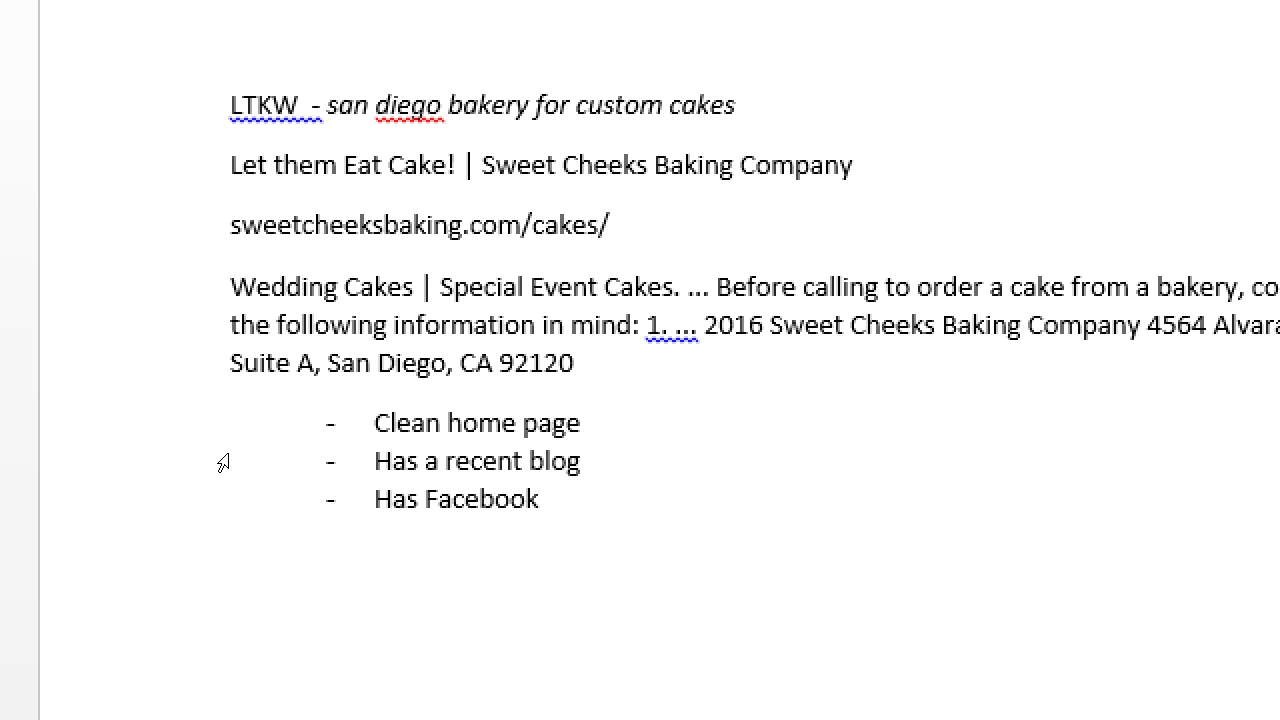 LTKW - san diego bakery for custom cakes
Let them Eat Cake! | Sweet Cheeks Baking Company
sweetcheeksbaking.com/cakes/
Wedding Cakes | Special Event Cakes. ... Before calling to order a cake from a bakery,
the following information in mind: 1. ... 2016 Sweet Cheeks Baking Company 4564
Suite A, San Diego, CA 92120
- Clean home page
- Has a recent blog
- Has Facebook